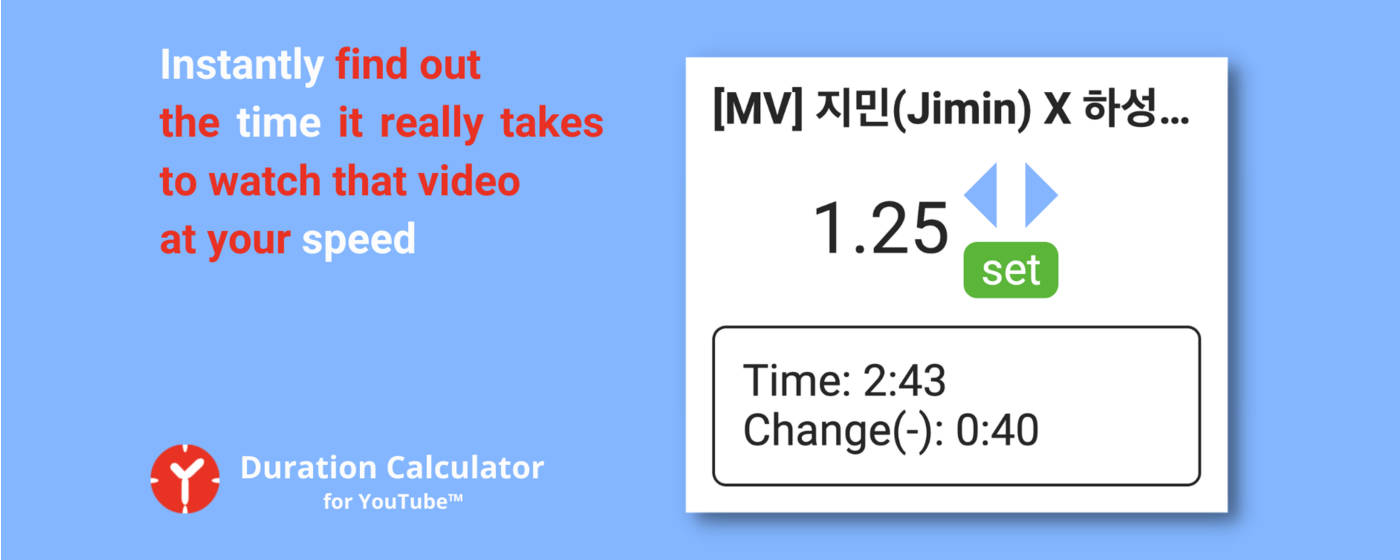 Instantly find out
the time it really takes
to watch that video
at your speed
Duration Calculator
for YouTube™
[MV] 지민(Jimin) X 하성...
1.25
set
Time: 2:43
Change(-): 0:40